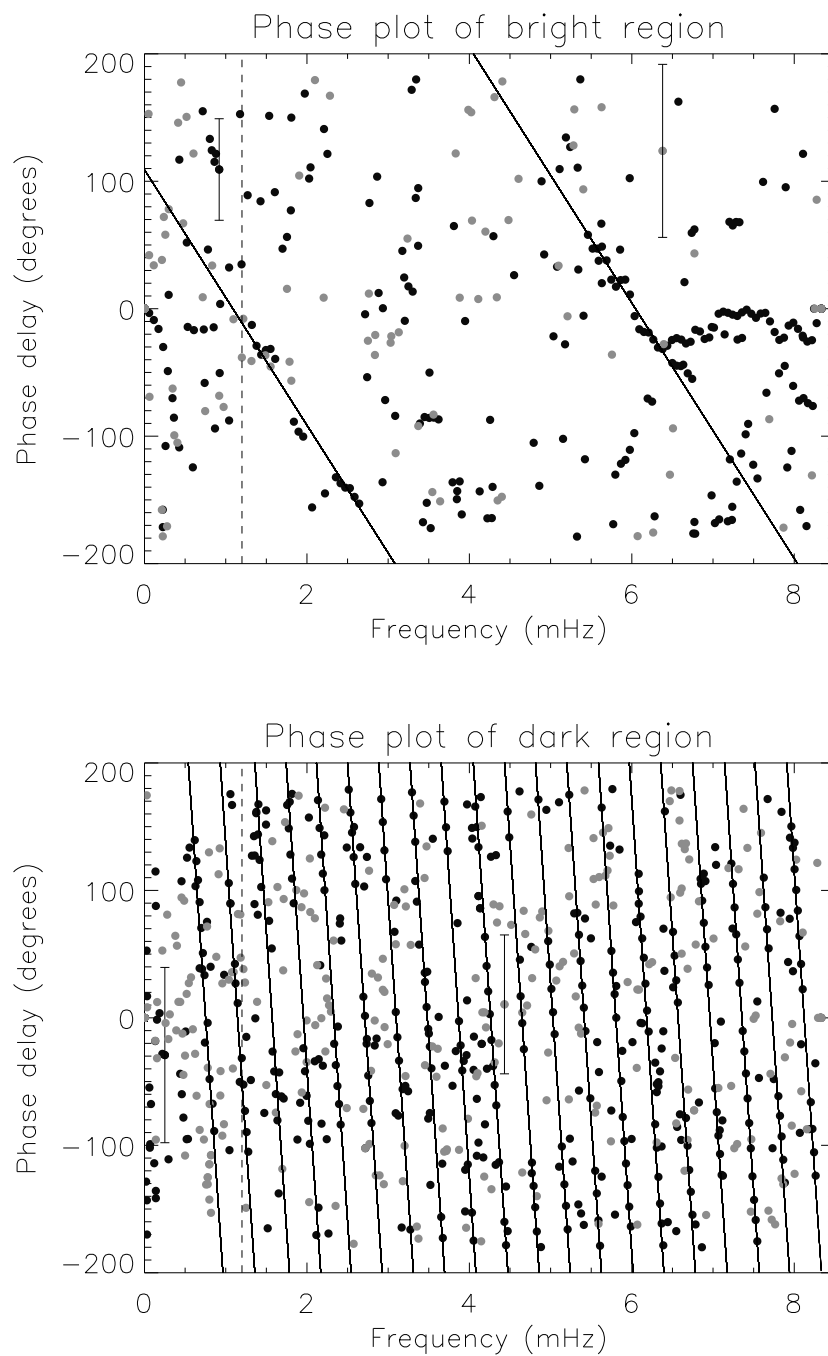 Phase plot of bright region
200
100
0
−100
−200
Phase delay (degrees)
0 2 4 6 8
Frequency (mHz)
Phase plot of dark region
200
100
0
−100
−200
Phase delay (degrees)
0 2 4 6 8
Frequency (mHz)